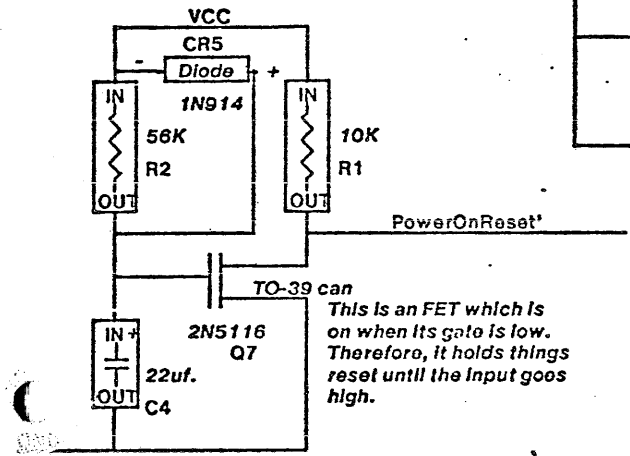 VCC
CR5
- Diode +
1N914
IN
56K
R2
OUT
IN
10K
R1
OUT
PowerOnReset'
TO-39 can
2N5116
Q7
IN +
22uf.
OUT
C4
This is an FET which is
on when its gate is low.
Therefore, it holds things
reset until the input goes
high.